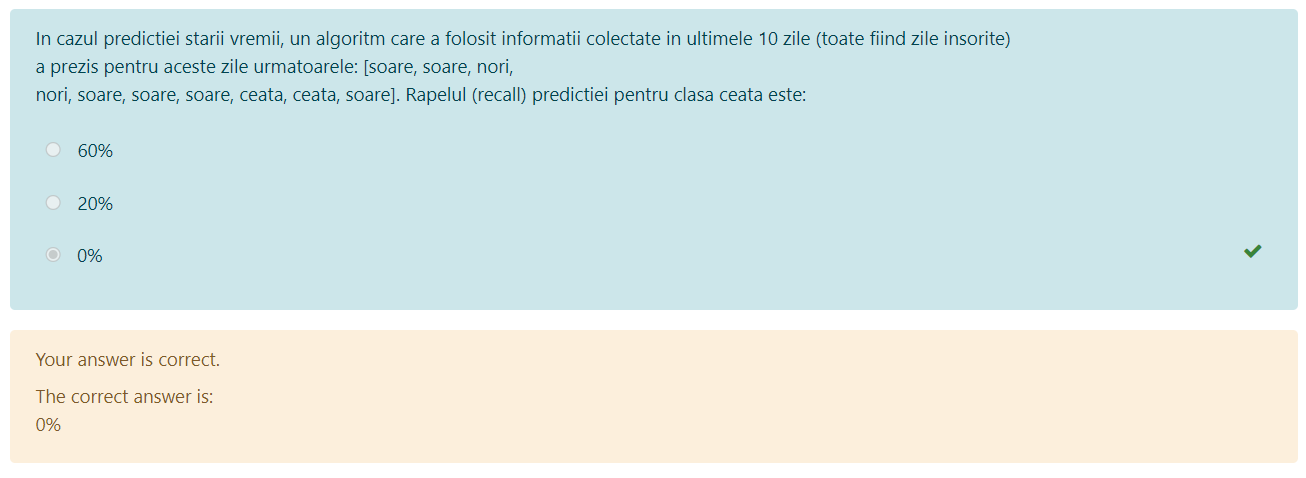 In cazul predictiei starii vremii, un algoritm care a folosit informatii colectate in ultimele 10 zile (toate fiind zile insorite)
a prezis pentru aceste zile urmatoarele: [soare, soare, nori,
nori, soare, soare, soare, ceata, ceata, soare]. Rapelul (recall) predictiei pentru clasa ceata este:
60%
20%
0%
Your answer is correct.
The correct answer is:
0%